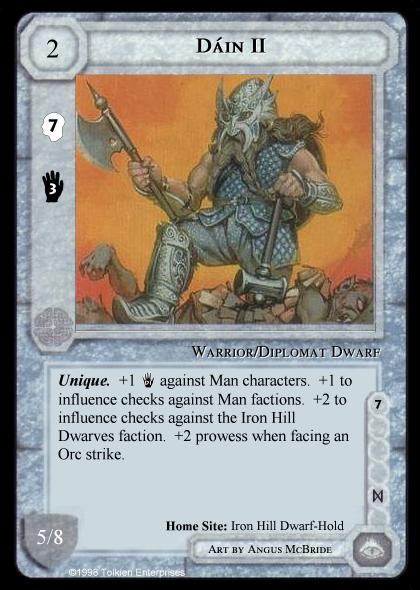 2
DÁIN II
7
3
WARRIOR/DIPLOMAT DWARF
Unique. +1 against Man characters. +1 to
influence checks against Man factions. +2 to
influence checks against the Iron Hill
Dwarves faction. +2 prowess when facing an
Orc strike.
7
Home Site: Iron Hill Dwarf-Hold
5/8
ART BY ANGUS MCBRIDE
©1998 Tolkien Enterprises